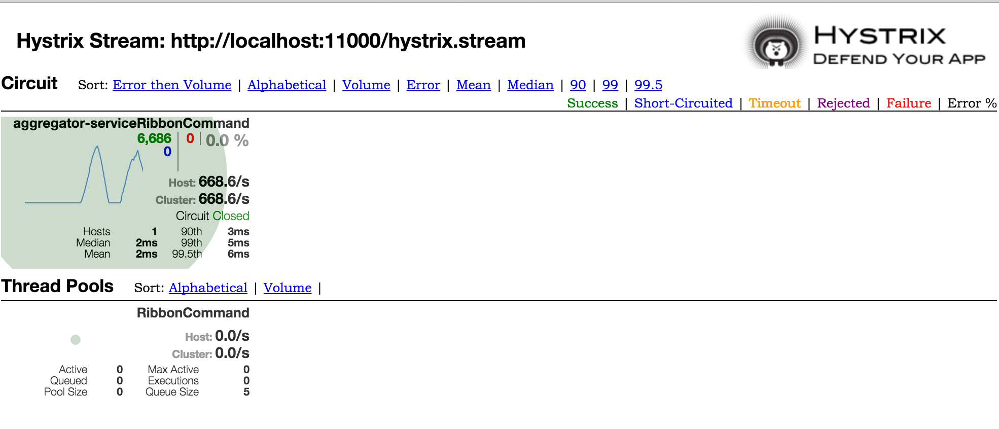 Hystrix Stream: http://localhost:11000/hystrix.stream
HYSTRIX
DEFEND YOUR APP
Circuit Sort: Error then Volume | Alphabetical | Volume | Error | Mean | Median | 90 | 99 | 99.5
Success | Short-Circuited | Timeout | Rejected | Failure | Error %
aggregator-serviceRibbonCommand
6,686 0 0.0 %
0
Host: 668.6/s
Cluster: 668.6/s
Circuit Closed
Hosts 1 90th 3ms
Median 2ms 99th 5ms
Mean 2ms 99.5th 6ms
Thread Pools Sort: Alphabetical | Volume |
RibbonCommand
Host: 0.0/s
Cluster: 0.0/s
Active 0 Max Active 0
Queued 0 Executions 0
Pool Size 0 Queue Size 5